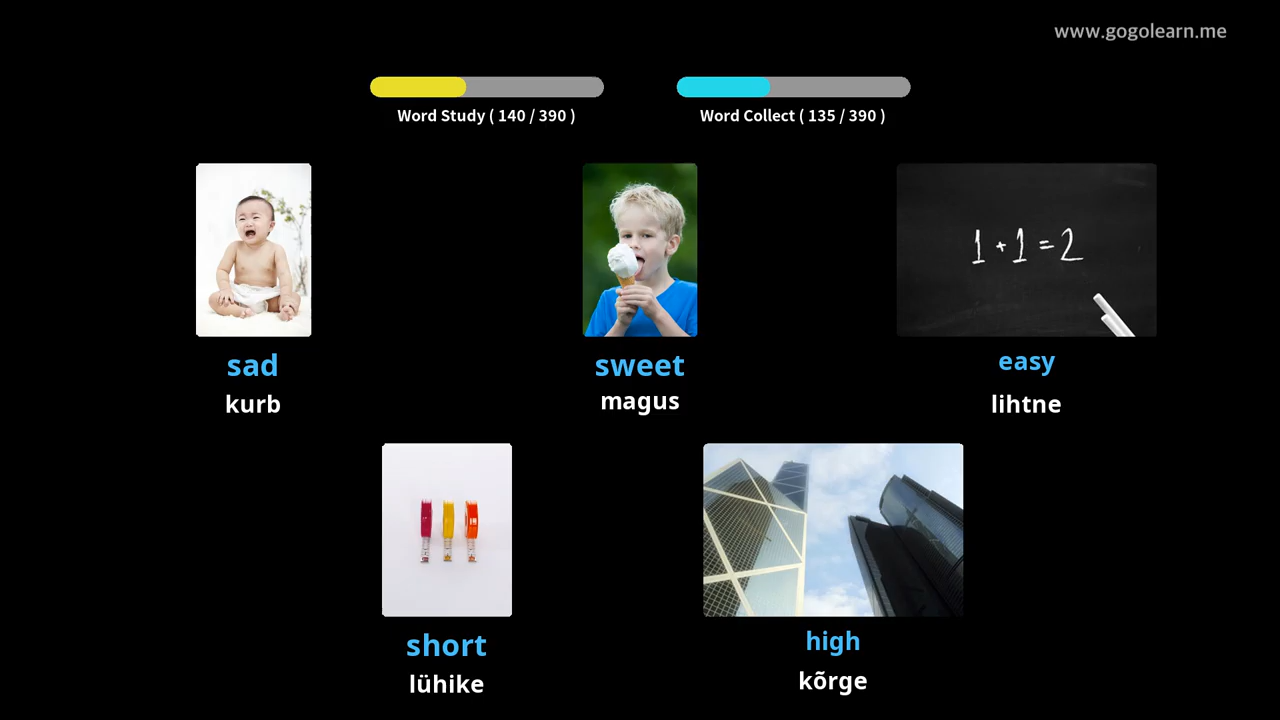 www.gogolearn.me
Word Study ( 140 / 390 )
Word Collect ( 135 / 390 )
1 + 1 = 2
sad
kurb
sweet
magus
easy
lihtne
short
lühike
high
kõrge